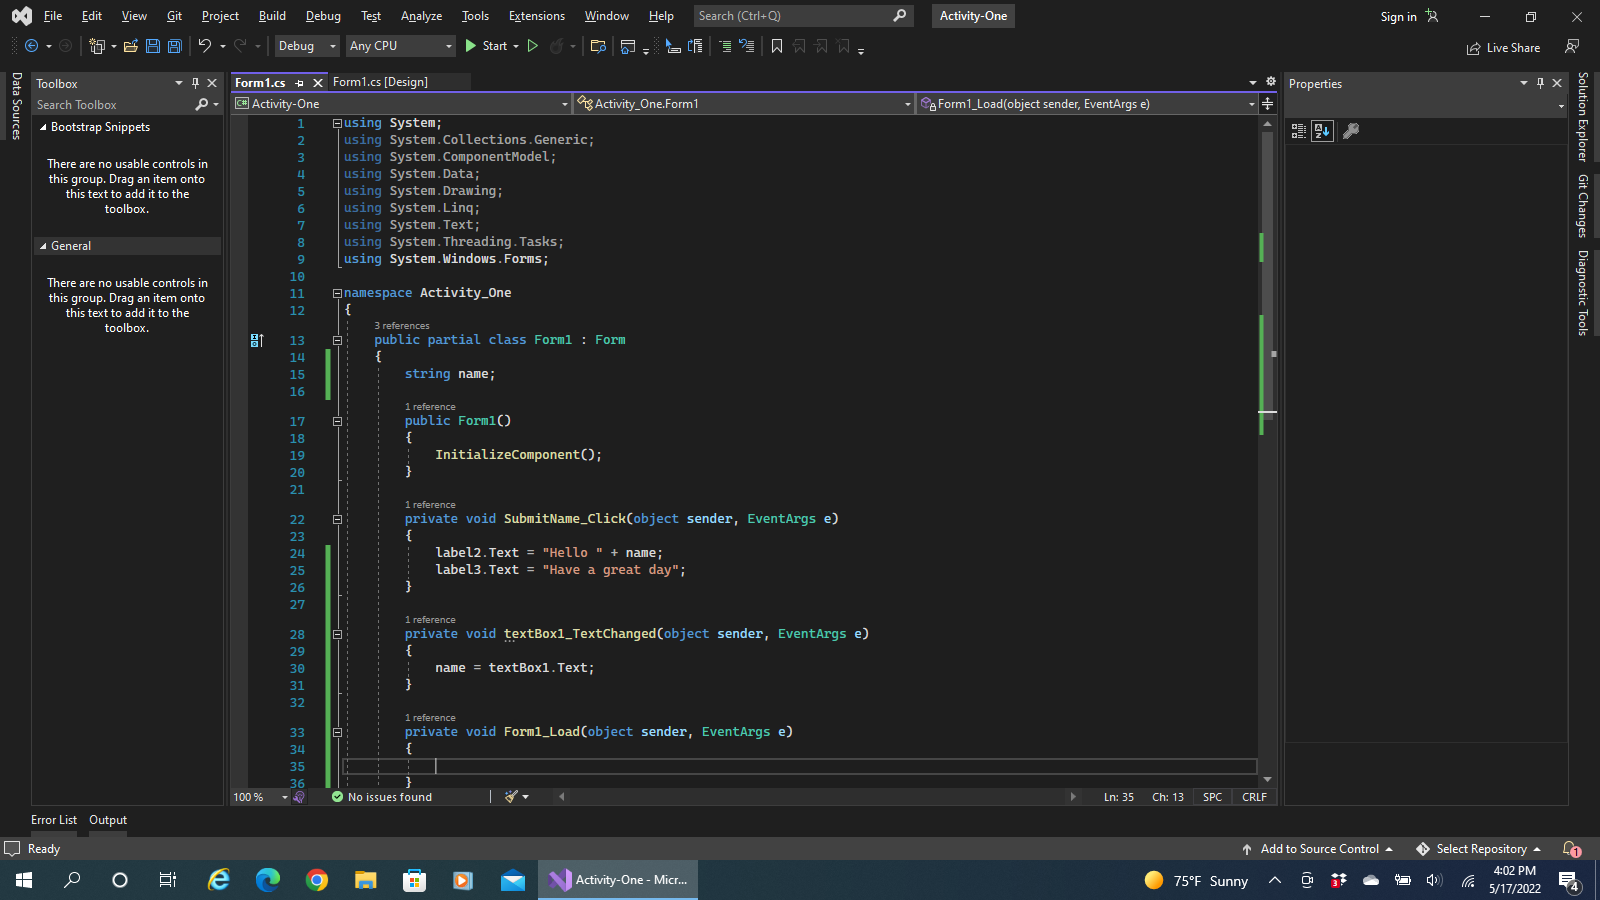 File Edit View Git Project Build Debug Test Analyze Tools Extensions Window Help Search (Ctrl+Q) Activity-One Sign in
Debug Any CPU Start Live Share
Data Sources
Toolbox
Search Toolbox
Bootstrap Snippets
There are no usable controls in
this group. Drag an item onto
this text to add it to the
toolbox.
General
There are no usable controls in
this group. Drag an item onto
this text to add it to the
toolbox.
Form1.cs Form1.cs [Design]
C# Activity-One Activity_One.Form1 Form1_Load(object sender, EventArgs e)
1 using System;
2 using System.Collections.Generic;
3 using System.ComponentModel;
4 using System.Data;
5 using System.Drawing;
6 using System.Linq;
7 using System.Text;
8 using System.Threading.Tasks;
9 using System.Windows.Forms;
10
11 namespace Activity_One
12 {
3 references
13 public partial class Form1 : Form
14 {
15 string name;
16
1 reference
17 public Form1()
18 {
19 InitializeComponent();
20 }
21
1 reference
22 private void SubmitName_Click(object sender, EventArgs e)
23 {
24 label2.Text = "Hello " + name;
25 label3.Text = "Have a great day";
26 }
27
1 reference
28 private void textBox1_TextChanged(object sender, EventArgs e)
29 {
30 name = textBox1.Text;
31 }
32
1 reference
33 private void Form1_Load(object sender, EventArgs e)
34 {
35
36 }
100 % No issues found Ln: 35 Ch: 13 SPC CRLF
Properties
Solution Explorer
Git Changes
Diagnostic Tools
Error List Output
Ready Add to Source Control Select Repository 1
Activity-One - Micr... 75°F Sunny 3 4:02 PM
5/17/2022 4